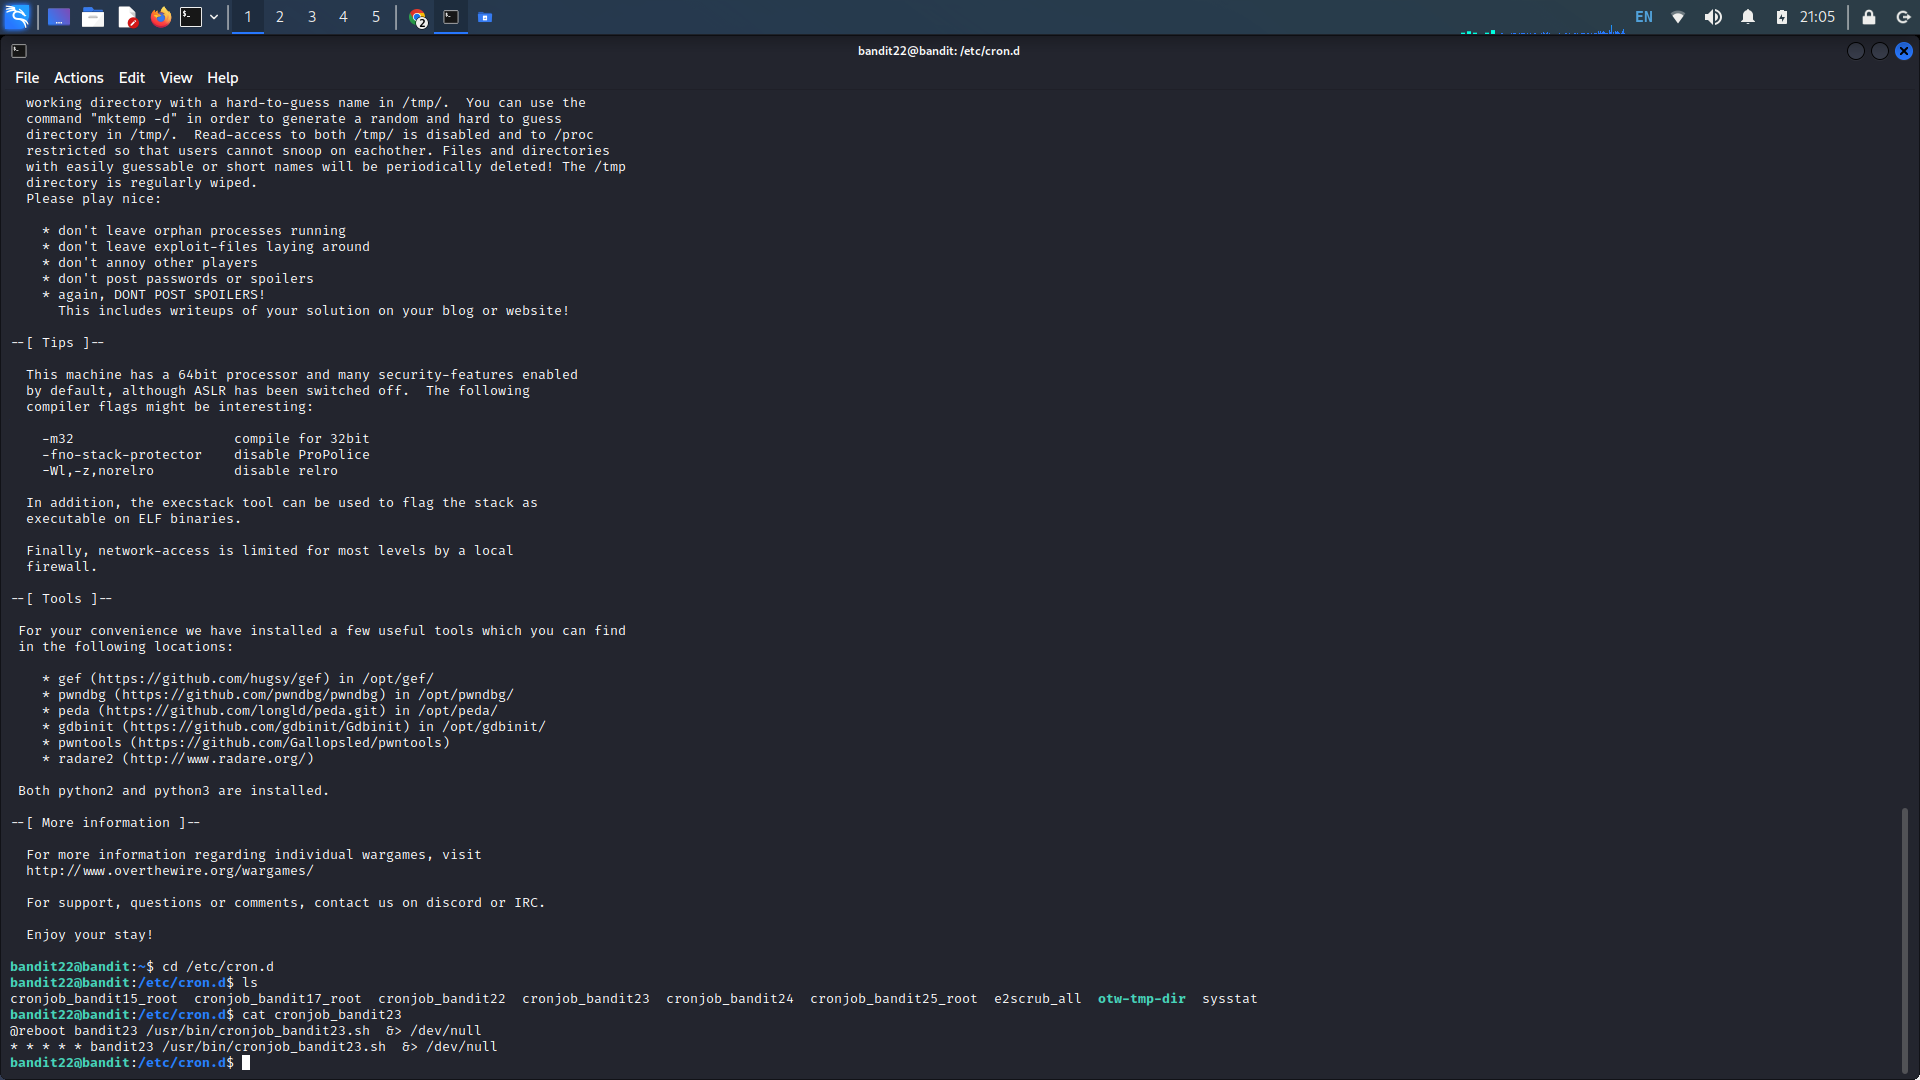 1 2 3 4 5 2 EN 21:05
bandit22@bandit: /etc/cron.d
File Actions Edit View Help
working directory with a hard-to-guess name in /tmp/.  You can use the
command "mktemp -d" in order to generate a random and hard to guess
directory in /tmp/.  Read-access to both /tmp/ is disabled and to /proc
restricted so that users cannot snoop on eachother. Files and directories
with easily guessable or short names will be periodically deleted! The /tmp
directory is regularly wiped.
Please play nice:
* don't leave orphan processes running
* don't leave exploit-files laying around
* don't annoy other players
* don't post passwords or spoilers
* again, DONT POST SPOILERS!
This includes writeups of your solution on your blog or website!
--[ Tips ]--
This machine has a 64bit processor and many security-features enabled
by default, although ASLR has been switched off.  The following
compiler flags might be interesting:
-m32                    compile for 32bit
-fno-stack-protector    disable ProPolice
-Wl,-z,norelro          disable relro
In addition, the execstack tool can be used to flag the stack as
executable on ELF binaries.
Finally, network-access is limited for most levels by a local
firewall.
--[ Tools ]--
For your convenience we have installed a few useful tools which you can find
in the following locations:
* gef (https://github.com/hugsy/gef) in /opt/gef/
* pwndbg (https://github.com/pwndbg/pwndbg) in /opt/pwndbg/
* peda (https://github.com/longld/peda.git) in /opt/peda/
* gdbinit (https://github.com/gdbinit/Gdbinit) in /opt/gdbinit/
* pwntools (https://github.com/Gallopsled/pwntools)
* radare2 (http://www.radare.org/)
Both python2 and python3 are installed.
--[ More information ]--
For more information regarding individual wargames, visit
http://www.overthewire.org/wargames/
For support, questions or comments, contact us on discord or IRC.
Enjoy your stay!
bandit22@bandit:~$ cd /etc/cron.d
bandit22@bandit:/etc/cron.d$ ls
cronjob_bandit15_root  cronjob_bandit17_root  cronjob_bandit22  cronjob_bandit23  cronjob_bandit24  cronjob_bandit25_root  e2scrub_all  otw-tmp-dir  sysstat
bandit22@bandit:/etc/cron.d$ cat cronjob_bandit23
@reboot bandit23 /usr/bin/cronjob_bandit23.sh  &> /dev/null
* * * * * bandit23 /usr/bin/cronjob_bandit23.sh  &> /dev/null
bandit22@bandit:/etc/cron.d$